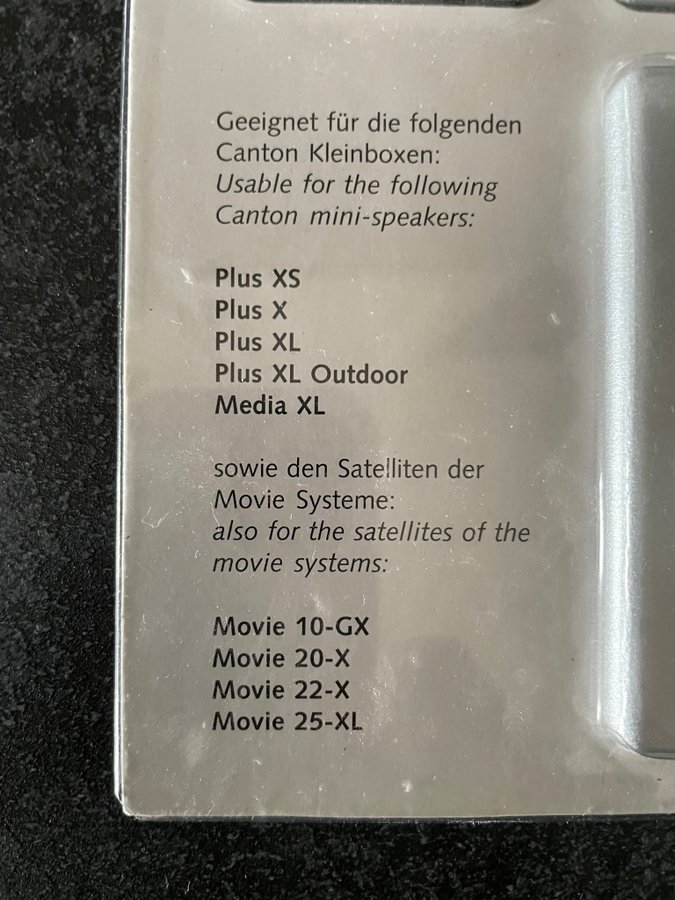 Geeignet für die folgenden
Canton Kleinboxen:
Usable for the following
Canton mini-speakers:
Plus XS
Plus X
Plus XL
Plus XL Outdoor
Media XL
sowie den Satelliten der
Movie Systeme:
also for the satellites of the
movie systems:
Movie 10-GX
Movie 20-X
Movie 22-X
Movie 25-XL